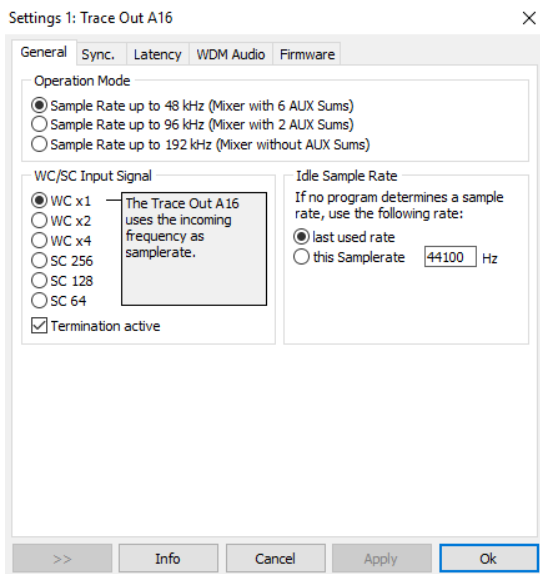 Settings 1: Trace Out A16
General Sync. Latency WDM Audio Firmware
Operation Mode
Sample Rate up to 48 kHz (Mixer with 6 AUX Sums)
Sample Rate up to 96 kHz (Mixer with 2 AUX Sums)
Sample Rate up to 192 kHz (Mixer without AUX Sums)
WC/SC Input Signal
WC x1
WC x2
WC x4
SC 256
SC 128
SC 64
The Trace Out A16
uses the incoming
frequency as
samplerate.
Termination active
Idle Sample Rate
If no program determines a sample
rate, use the following rate:
last used rate
this Samplerate 44100 Hz
>> Info Cancel Apply Ok